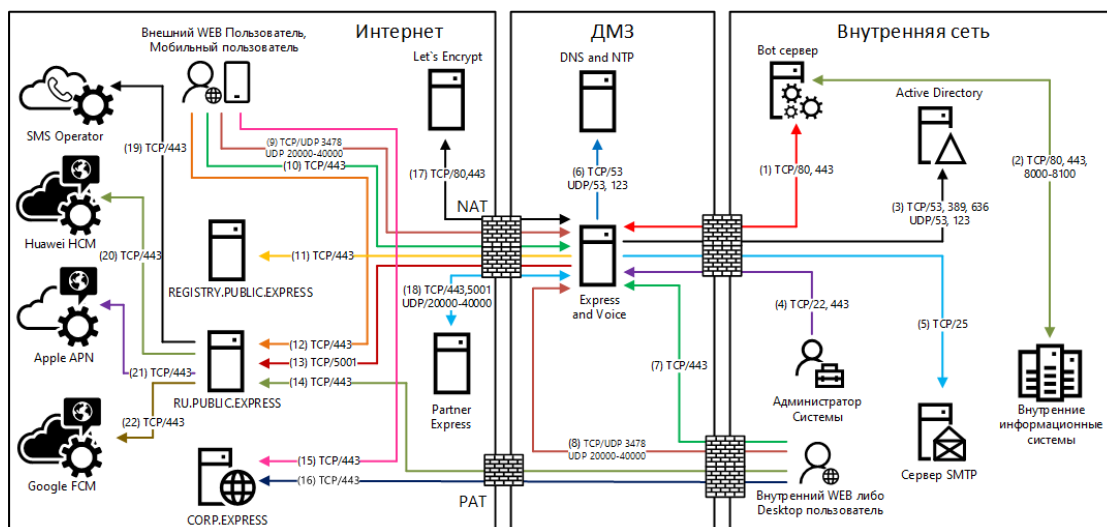 Интернет
ДМЗ
Внутренняя сеть
Внешний WEB Пользователь,
Мобильный пользователь
Let`s Encrypt
DNS and NTP
Bot сервер
Active Directory
SMS Operator
(19) TCP/443
(9) TCP/UDP 3478
UDP 20000-40000
(10) TCP/443
(17) TCP/80,443
(6) TCP/53
UDP/53, 123
(1) TCP/80, 443
(2) TCP/80, 443,
8000-8100
(3) TCP/53, 389, 636
UDP/53, 123
NAT
Huawei HCM
(20) TCP/443
(11) TCP/443
REGISTRY.PUBLIC.EXPRESS
(18) TCP/443,5001
UDP/20000-40000
Express
and Voice
(4) TCP/22, 443
(5) TCP/25
Apple APN
(12) TCP/443
(13) TCP/5001
(14) TCP/443
(21) TCP/443
RU.PUBLIC.EXPRESS
(7) TCP/443
Partner
Express
Администратор
Системы
Внутренние
информационные
системы
(22) TCP/443
Google FCM
(8) TCP/UDP 3478
UDP 20000-40000
Сервер SMTP
(15) TCP/443
(16) TCP/443
PAT
CORP.EXPRESS
Внутренний WEB либо
Desktop пользователь